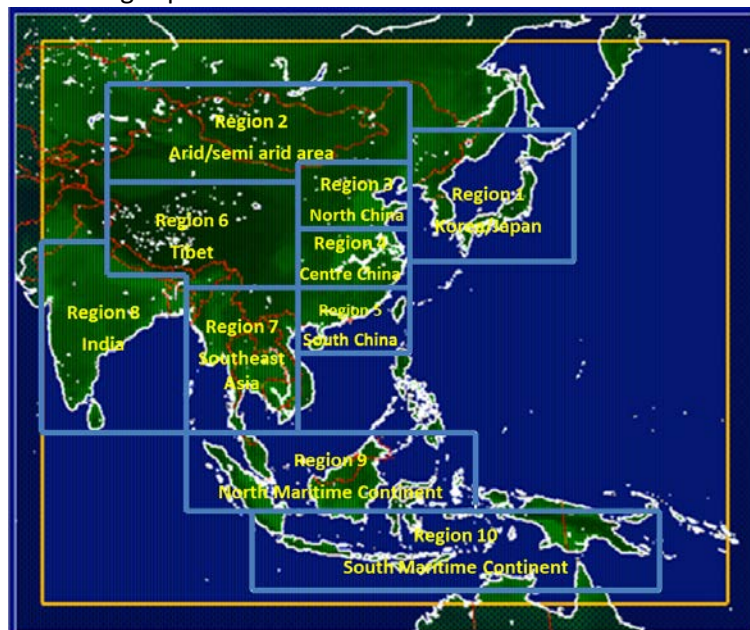 Region 2
Arid/semi arid area
Region 3
North China
Region 1
Korea/Japan
Region 6
Tibet
Region 4
Centre China
Region 8
India
Region 7
Southeast
Asia
Region 5
South China
Region 9
North Maritime Continent
Region 10
South Maritime Continent